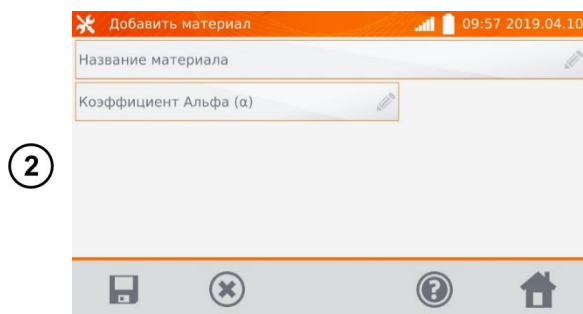 Добавить материал 09:57 2019.04.10
Название материала
Коэффициент Альфа (α)
2